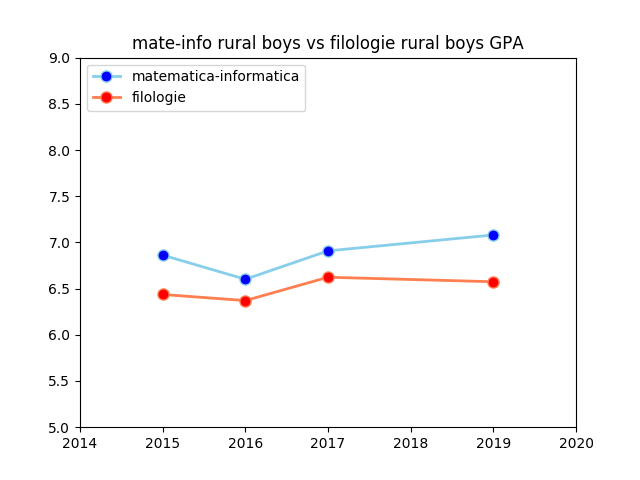 mate-info rural boys vs filologie rural boys GPA
matematica-informatica
filologie
9.0
8.5
8.0
7.5
7.0
6.5
6.0
5.5
5.0
2014 2015 2016 2017 2018 2019 2020